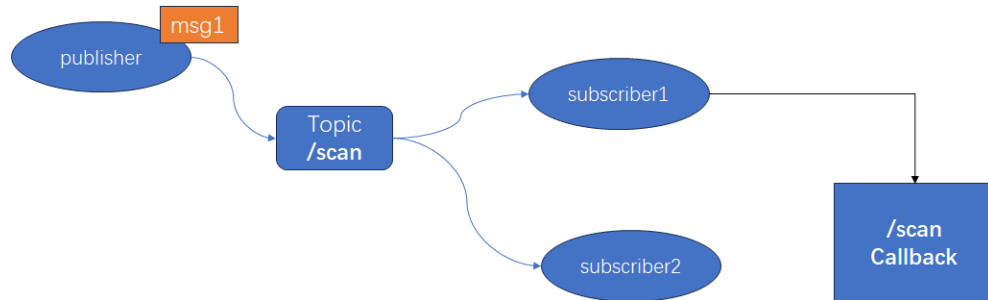 msg1
publisher
Topic
/scan
subscriber1
subscriber2
/scan
Callback